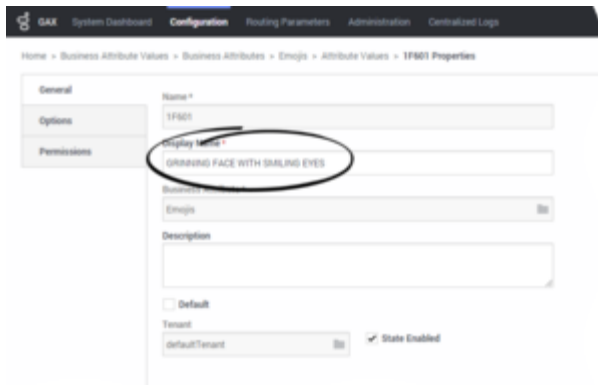 GAX System Dashboard Configuration Routing Parameters Administration Centralized Logs
Home > Business Attribute Values > Business Attributes > Emojis > Attribute Values > 1F601 Properties
General
Options
Permissions
Name *
1F601
Display Name *
GRINNING FACE WITH SMILING EYES
Business Attribute *
Emojis
Description
Default
Tenant
defaultTenant
State Enabled